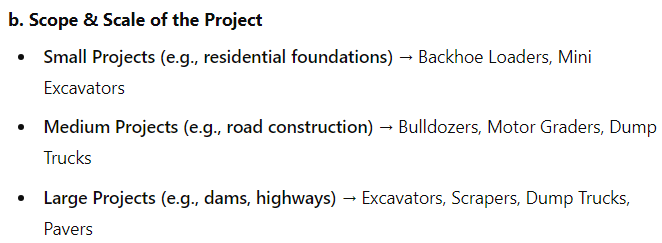 b. Scope & Scale of the Project
• Small Projects (e.g., residential foundations) → Backhoe Loaders, Mini
Excavators
• Medium Projects (e.g., road construction) → Bulldozers, Motor Graders, Dump
Trucks
• Large Projects (e.g., dams, highways) → Excavators, Scrapers, Dump Trucks,
Pavers